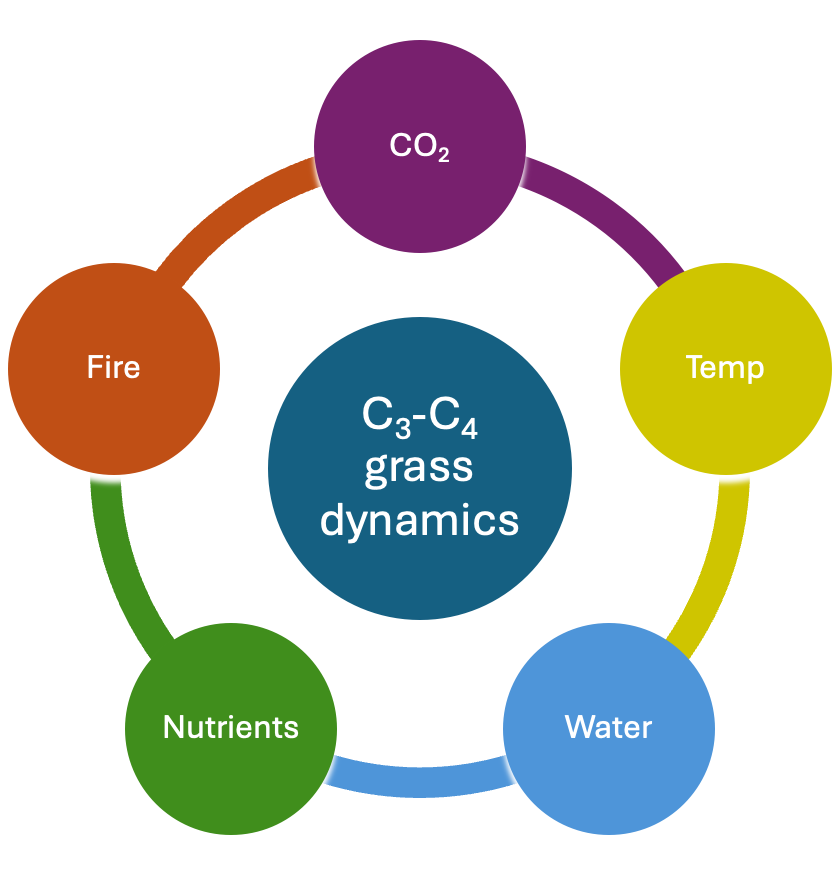 CO₂
Fire
Temp
C₃-C₄
grass
dynamics
Nutrients
Water